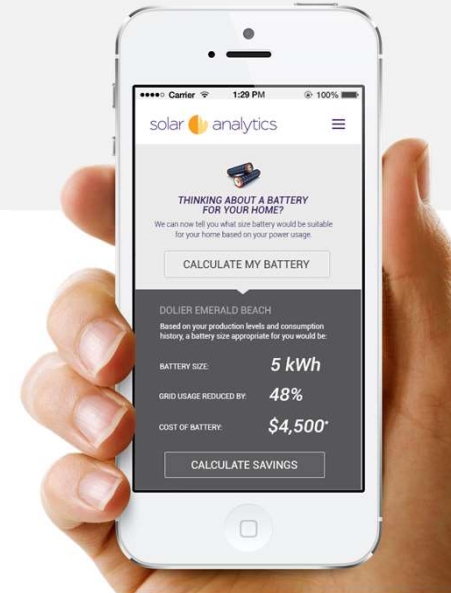 Carrier 1:29 PM 100%
solar analytics
THINKING ABOUT A BATTERY
FOR YOUR HOME?
We can now tell you what size battery would be suitable
for your home based on your power usage.
CALCULATE MY BATTERY
DOLIER EMERALD BEACH
Based on your production levels and consumption
history, a battery size appropriate for you would be:
BATTERY SIZE: 5 kWh
GRID USAGE REDUCED BY: 48%
COST OF BATTERY: $4,500*
CALCULATE SAVINGS